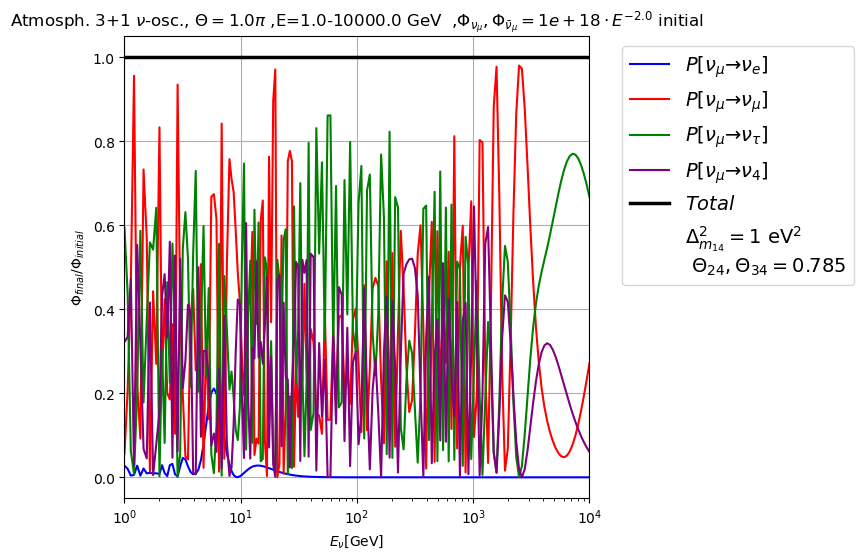 Atmosph. 3+1 ν-osc., Θ = 1.0π ,E=1.0-10000.0 GeV ,Φ_{ν_μ}, Φ_{ν̄_μ} = 1e + 18 · E^{−2.0} initial
P[ν_μ→ν_e]
P[ν_μ→ν_μ]
P[ν_μ→ν_τ]
P[ν_μ→ν_4]
Total
Δ^2_{m_{14}} = 1 eV^2
Θ_{24}, Θ_{34} = 0.785
Φ_{final}/Φ_{initial}
1.0
0.8
0.6
0.4
0.2
0.0
10^0 10^1 10^2 10^3 10^4
E_ν[GeV]